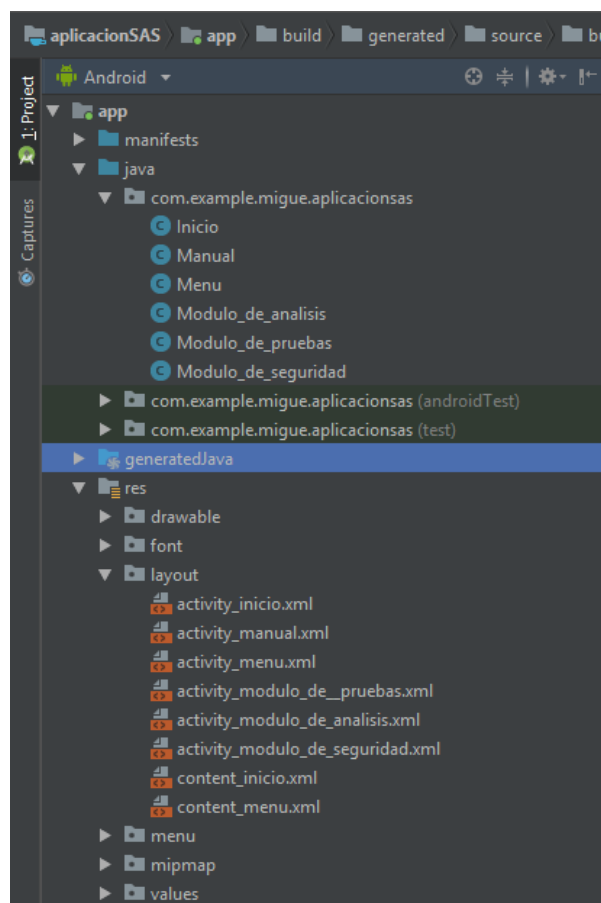 aplicacionSAS app build generated source bu
1: Project
Captures
Android
app
manifests
java
com.example.migue.aplicacionsas
Inicio
Manual
Menu
Modulo_de_analisis
Modulo_de_pruebas
Modulo_de_seguridad
com.example.migue.aplicacionsas (androidTest)
com.example.migue.aplicacionsas (test)
generatedJava
res
drawable
font
layout
activity_inicio.xml
activity_manual.xml
activity_menu.xml
activity_modulo_de__pruebas.xml
activity_modulo_de_analisis.xml
activity_modulo_de_seguridad.xml
content_inicio.xml
content_menu.xml
menu
mipmap
values